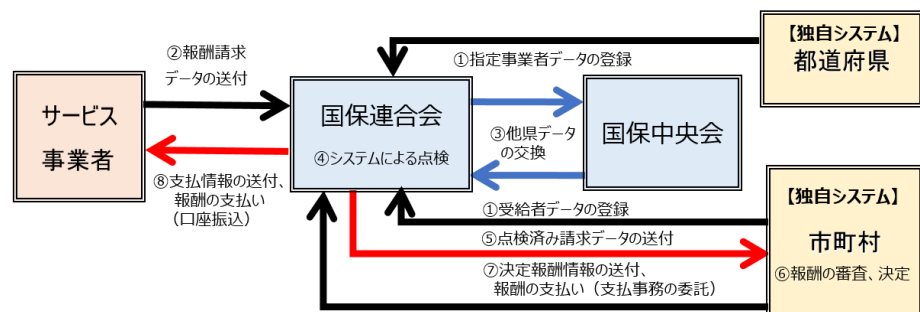 【独自システム】
都道府県
②報酬請求
データの送付
①指定事業者データの登録
サービス
事業者
国保連合会
④システムによる点検
③他県データ
の交換
国保中央会
⑧支払情報の送付、
報酬の支払い
（口座振込）
①受給者データの登録
⑤点検済み請求データの送付
⑦決定報酬情報の送付、
報酬の支払い（支払事務の委託）
【独自システム】
市町村
⑥報酬の審査、決定